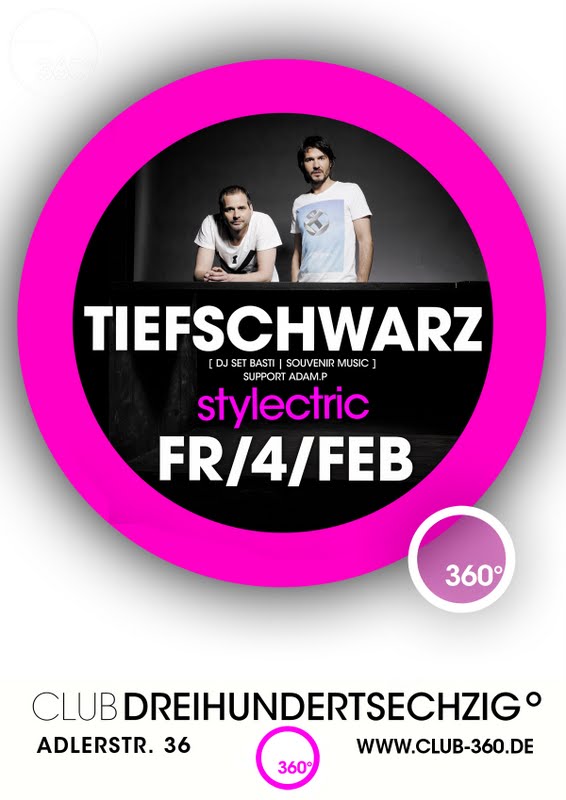 360°
TIEFSCHWARZ
[ DJ SET BASTI | SOUVENIR MUSIC ]
SUPPORT ADAM.P
stylectric
FR/4/FEB
360°
CLUB DREIHUNDERTSECHZIG°
ADLERSTR. 36
360°
WWW.CLUB-360.DE